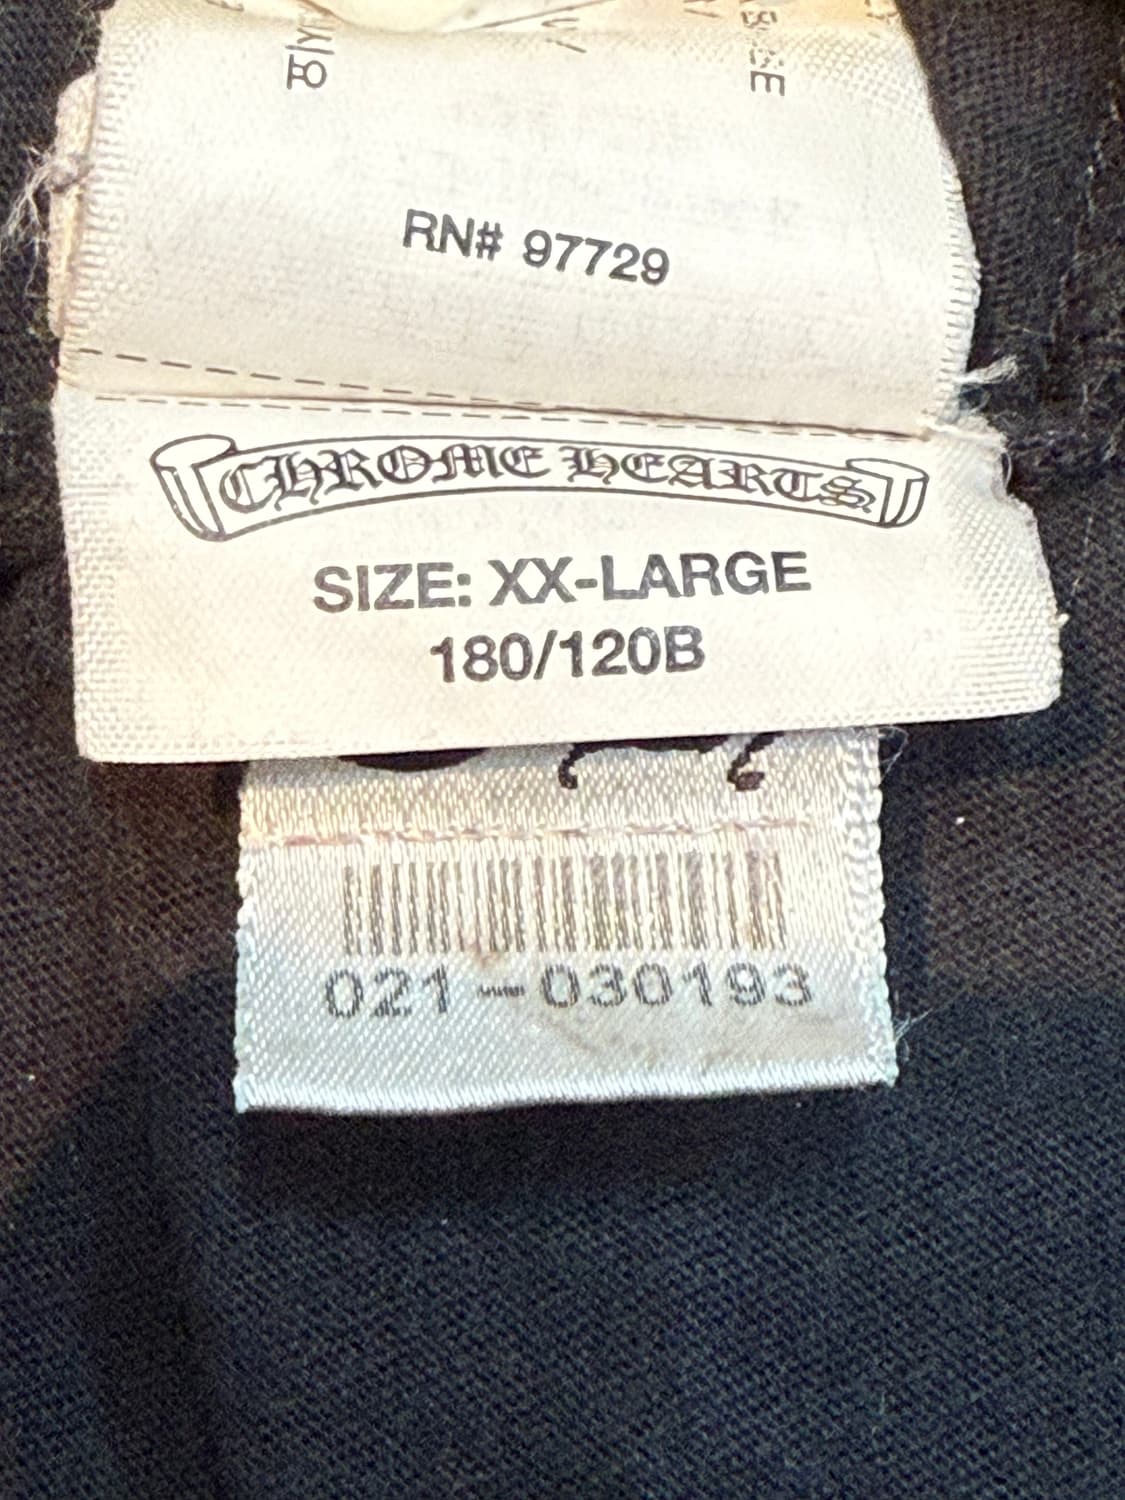 RN# 97729
CHROME HEARTS
SIZE: XX-LARGE
180/120B
021-030193